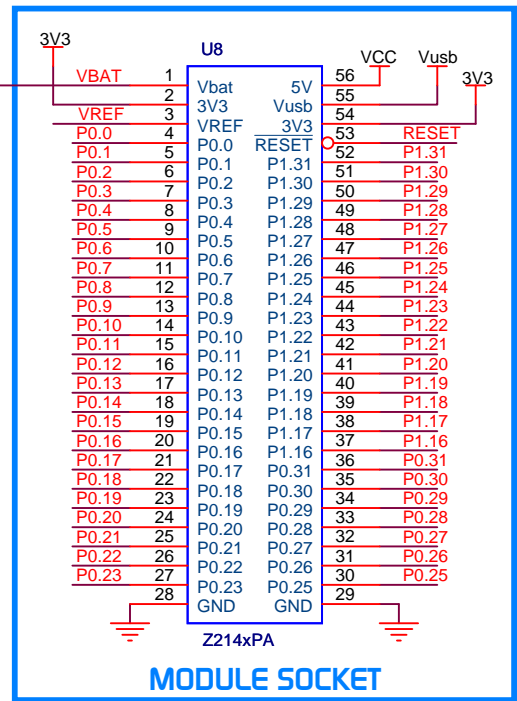 3V3 U8 VCC Vusb 3V3
VBAT 1 Vbat 5V 56
2 3V3 Vusb 55
VREF 3 VREF 3V3 54
P0.0 4 P0.0 RESET 53 RESET
P0.1 5 P0.1 P1.31 52 P1.31
P0.2 6 P0.2 P1.30 51 P1.30
P0.3 7 P0.3 P1.29 50 P1.29
P0.4 8 P0.4 P1.28 49 P1.28
P0.5 9 P0.5 P1.27 48 P1.27
P0.6 10 P0.6 P1.26 47 P1.26
P0.7 11 P0.7 P1.25 46 P1.25
P0.8 12 P0.8 P1.24 45 P1.24
P0.9 13 P0.9 P1.23 44 P1.23
P0.10 14 P0.10 P1.22 43 P1.22
P0.11 15 P0.11 P1.21 42 P1.21
P0.12 16 P0.12 P1.20 41 P1.20
P0.13 17 P0.13 P1.19 40 P1.19
P0.14 18 P0.14 P1.18 39 P1.18
P0.15 19 P0.15 P1.17 38 P1.17
P0.16 20 P0.16 P1.16 37 P1.16
P0.17 21 P0.17 P0.31 36 P0.31
P0.18 22 P0.18 P0.30 35 P0.30
P0.19 23 P0.19 P0.29 34 P0.29
P0.20 24 P0.20 P0.28 33 P0.28
P0.21 25 P0.21 P0.27 32 P0.27
P0.22 26 P0.22 P0.26 31 P0.26
P0.23 27 P0.23 P0.25 30 P0.25
28 GND GND 29
Z214xPA
MODULE SOCKET